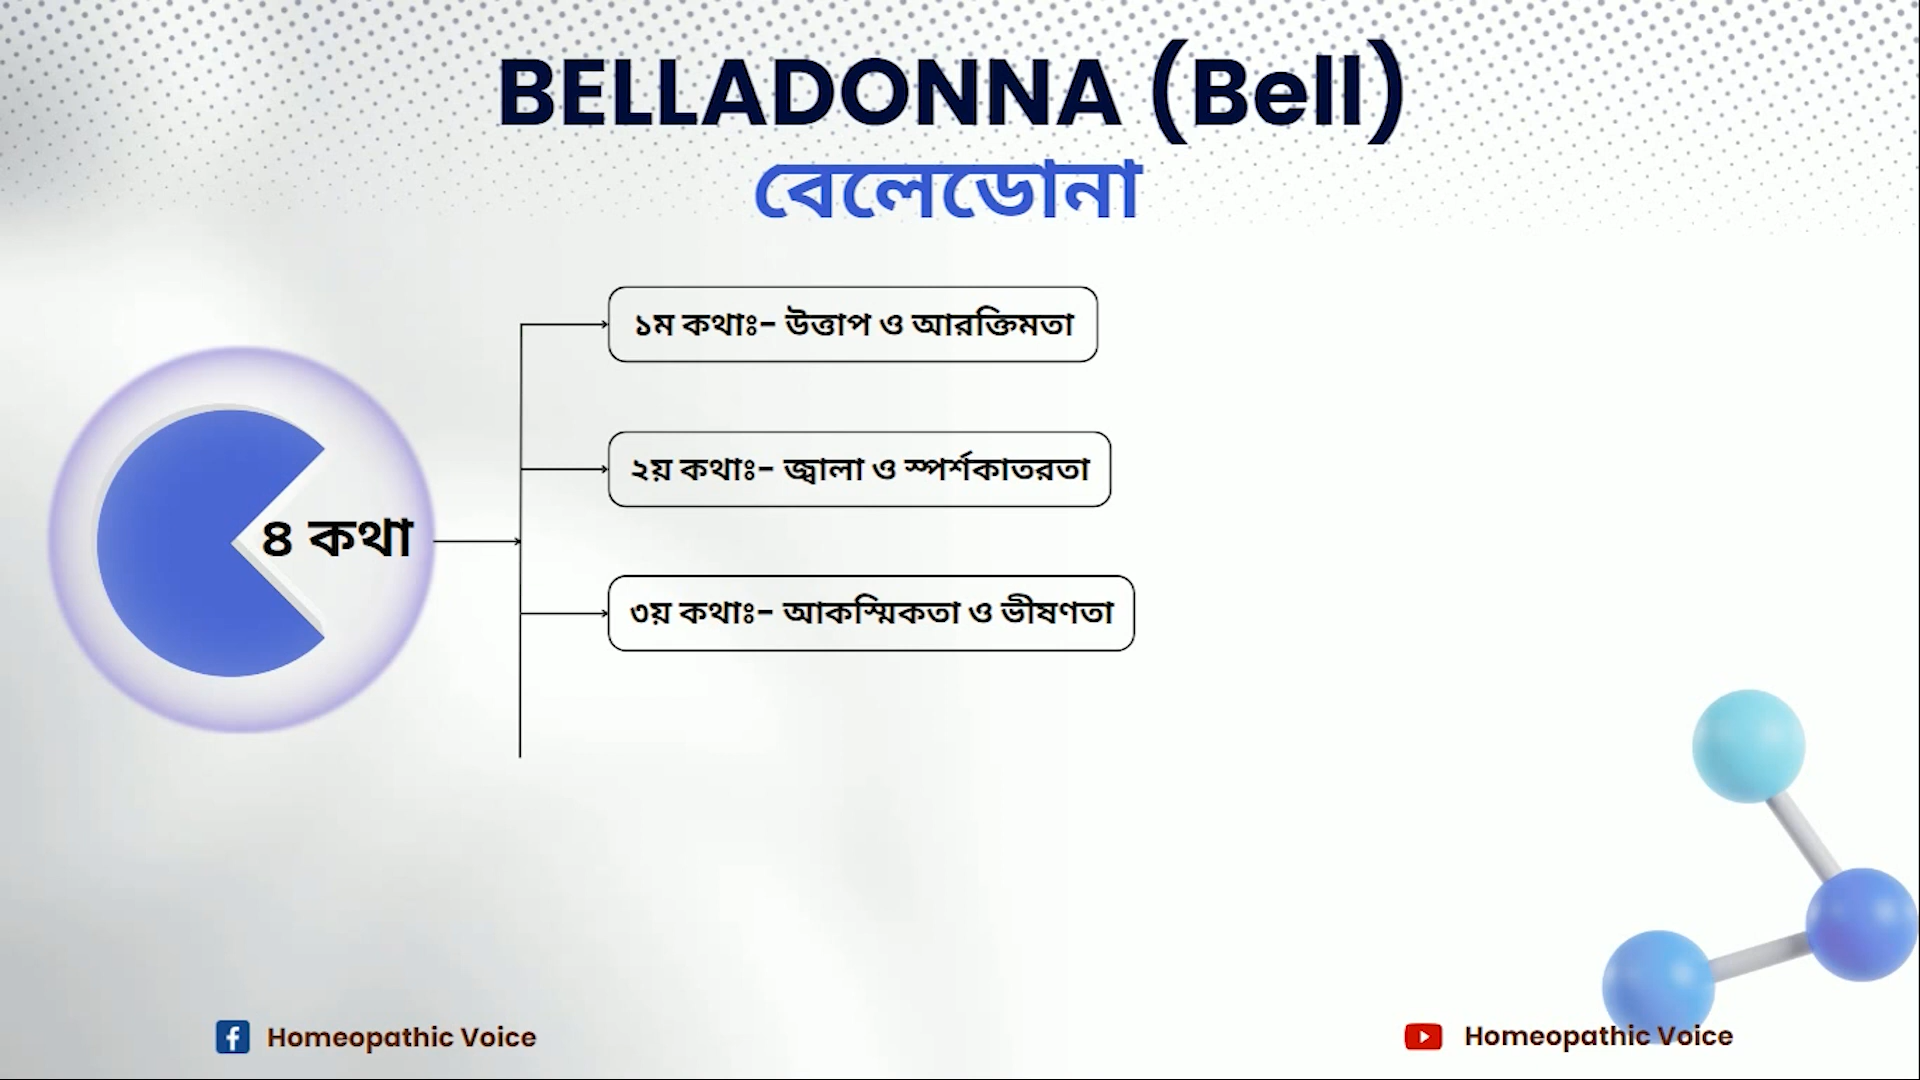 BELLADONNA (Bell)
বেলেডোনা
১ম কথাঃ- উত্তাপ ও আরক্তিমতা
২য় কথাঃ- জ্বালা ও স্পর্শকাতরতা
৪ কথা
৩য় কথাঃ- আকস্মিকতা ও ভীষণতা
Homeopathic Voice
Homeopathic Voice